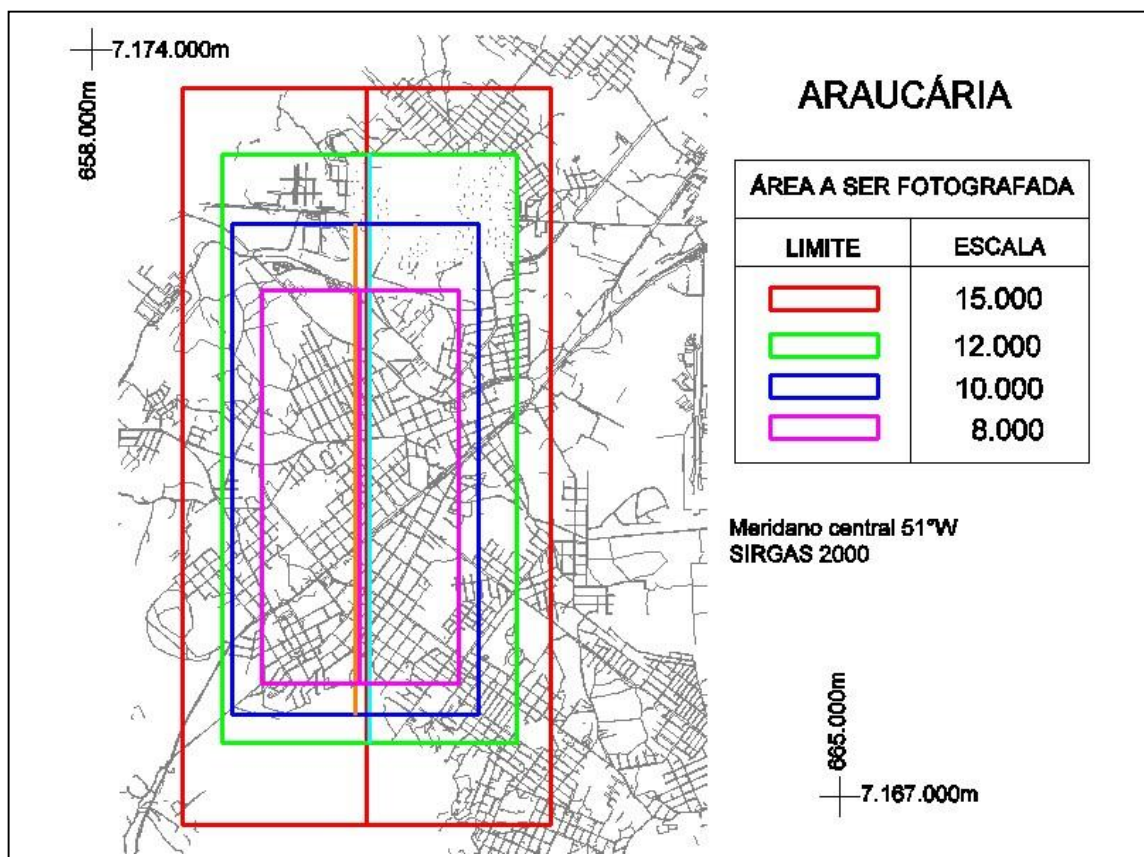 7.174.000m
658.000m
ARAUCÁRIA
ÁREA A SER FOTOGRAFADA
LIMITE ESCALA
15.000
12.000
10.000
8.000
Meridano central 51°W
SIRGAS 2000
665.000m
7.167.000m